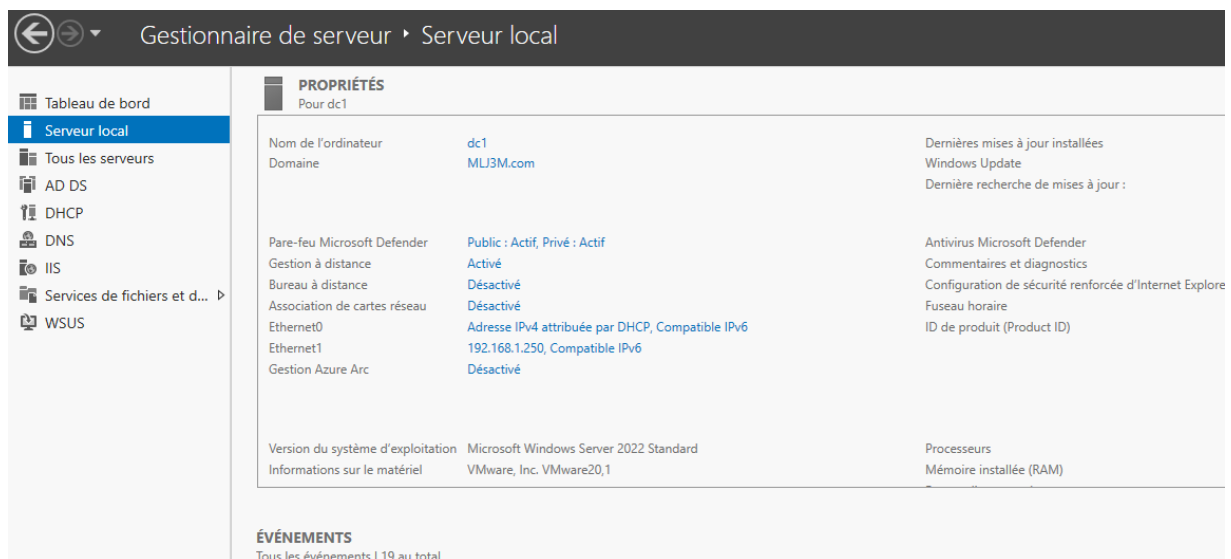 Gestionnaire de serveur ‣ Serveur local
Tableau de bord
Serveur local
Tous les serveurs
AD DS
DHCP
DNS
IIS
Services de fichiers et d...
WSUS
PROPRIÉTÉS
Pour dc1
Nom de l'ordinateur dc1
Domaine MLJ3M.com
Dernières mises à jour installées
Windows Update
Dernière recherche de mises à jour :
Pare-feu Microsoft Defender Public : Actif, Privé : Actif
Gestion à distance Activé
Bureau à distance Désactivé
Association de cartes réseau Désactivé
Ethernet0 Adresse IPv4 attribuée par DHCP, Compatible IPv6
Ethernet1 192.168.1.250, Compatible IPv6
Gestion Azure Arc Désactivé
Antivirus Microsoft Defender
Commentaires et diagnostics
Configuration de sécurité renforcée d'Internet Explore
Fuseau horaire
ID de produit (Product ID)
Version du système d'exploitation Microsoft Windows Server 2022 Standard
Informations sur le matériel VMware, Inc. VMware20,1
Processeurs
Mémoire installée (RAM)
ÉVÉNEMENTS
Tous les événements | 19 au total